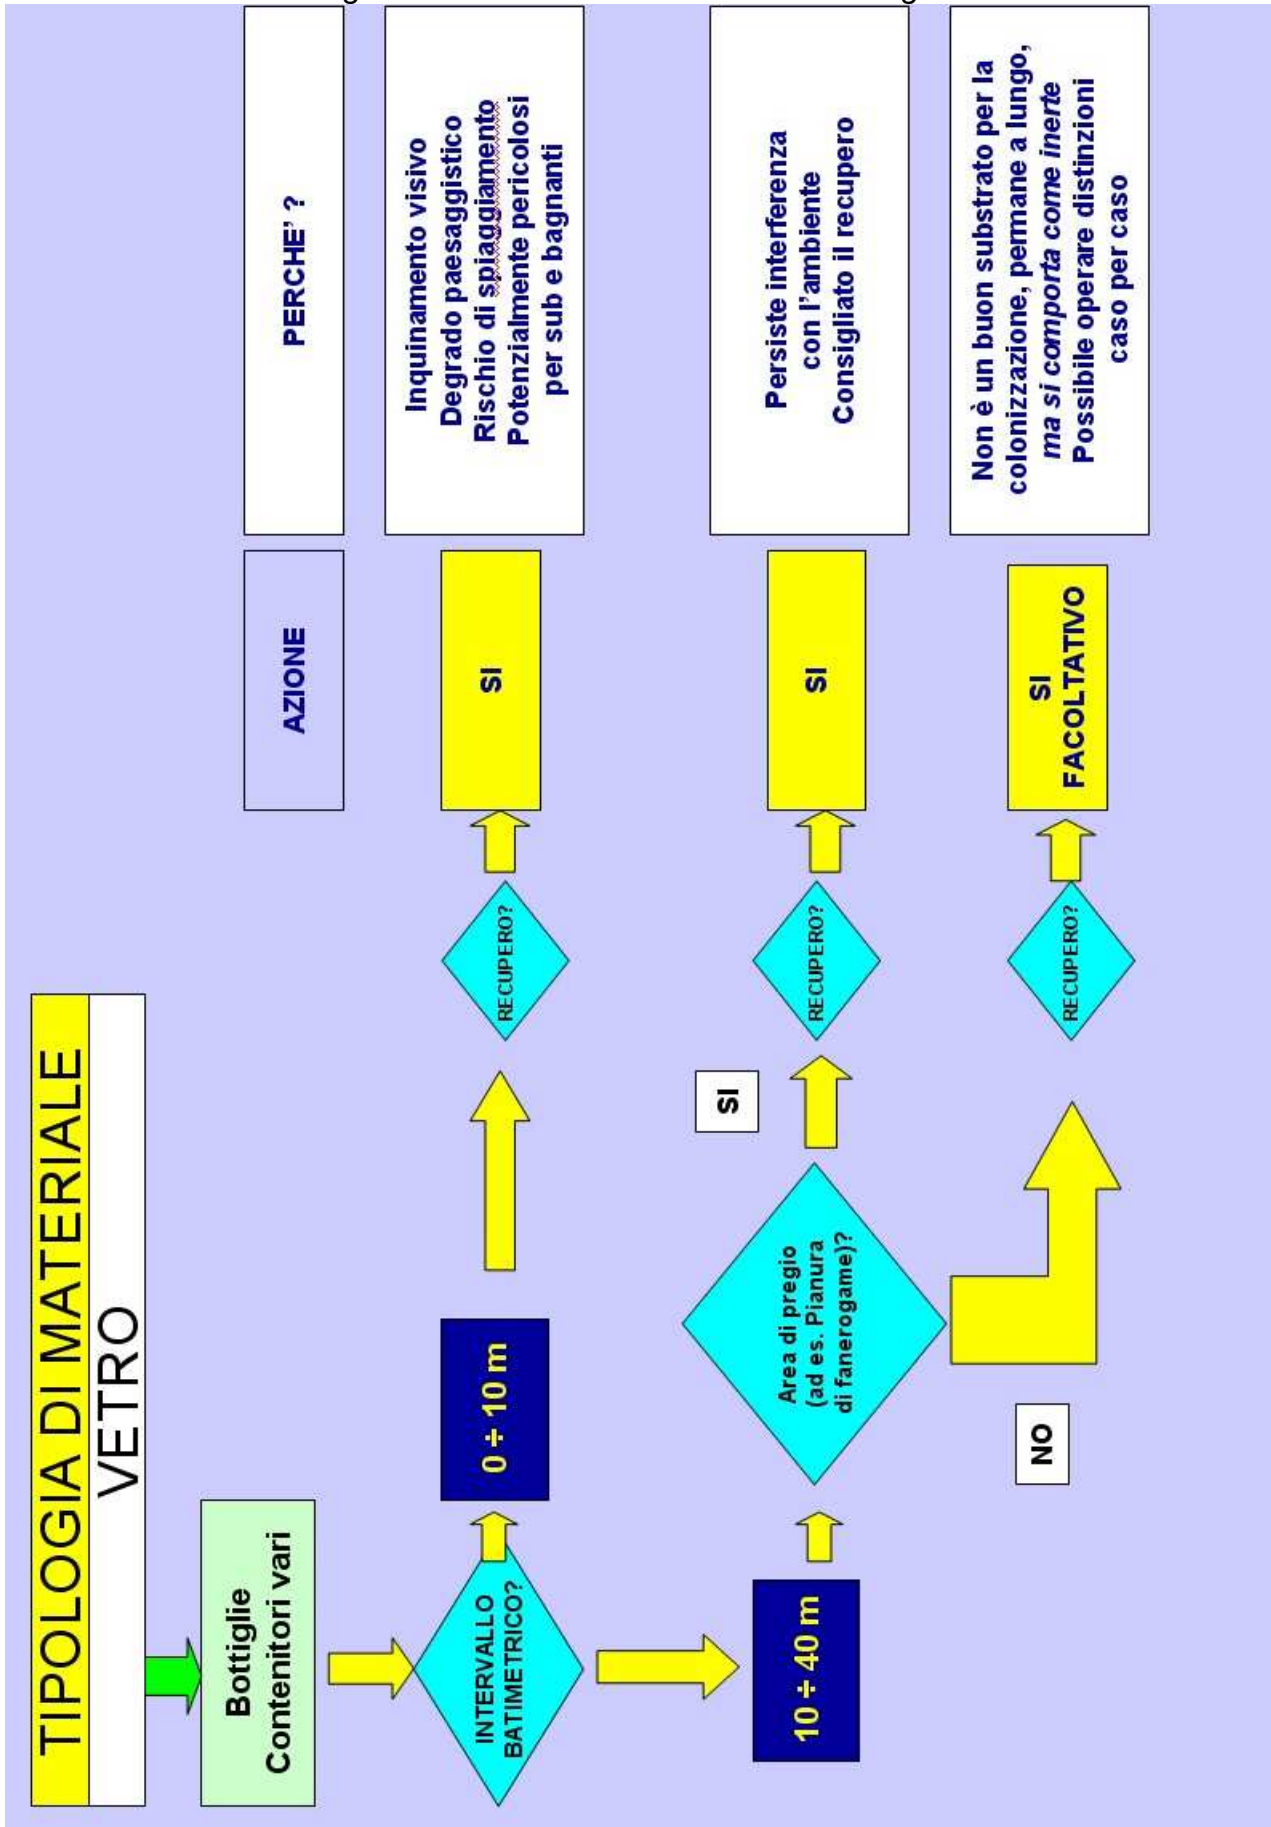 TIPOLOGIA DI MATERIALE
VETRO
Bottiglie
Contenitori vari
AZIONE
PERCHE' ?
INTERVALLO
BATIMETRICO?
0 ÷ 10 m
RECUPERO?
SI
Inquinamento visivo
Degrado paesaggistico
Rischio di spiaggiamento
Potenzialmente pericolosi
per sub e bagnanti
10 ÷ 40 m
Area di pregio
(ad es. Pianura
di fanerogame)?
SI
RECUPERO?
SI
Persiste interferenza
con l'ambiente
Consigliato il recupero
NO
RECUPERO?
SI
FACOLTATIVO
Non è un buon substrato per la
colonizzazione, permane a lungo,
ma si comporta come inerte
Possibile operare distinzioni
caso per caso